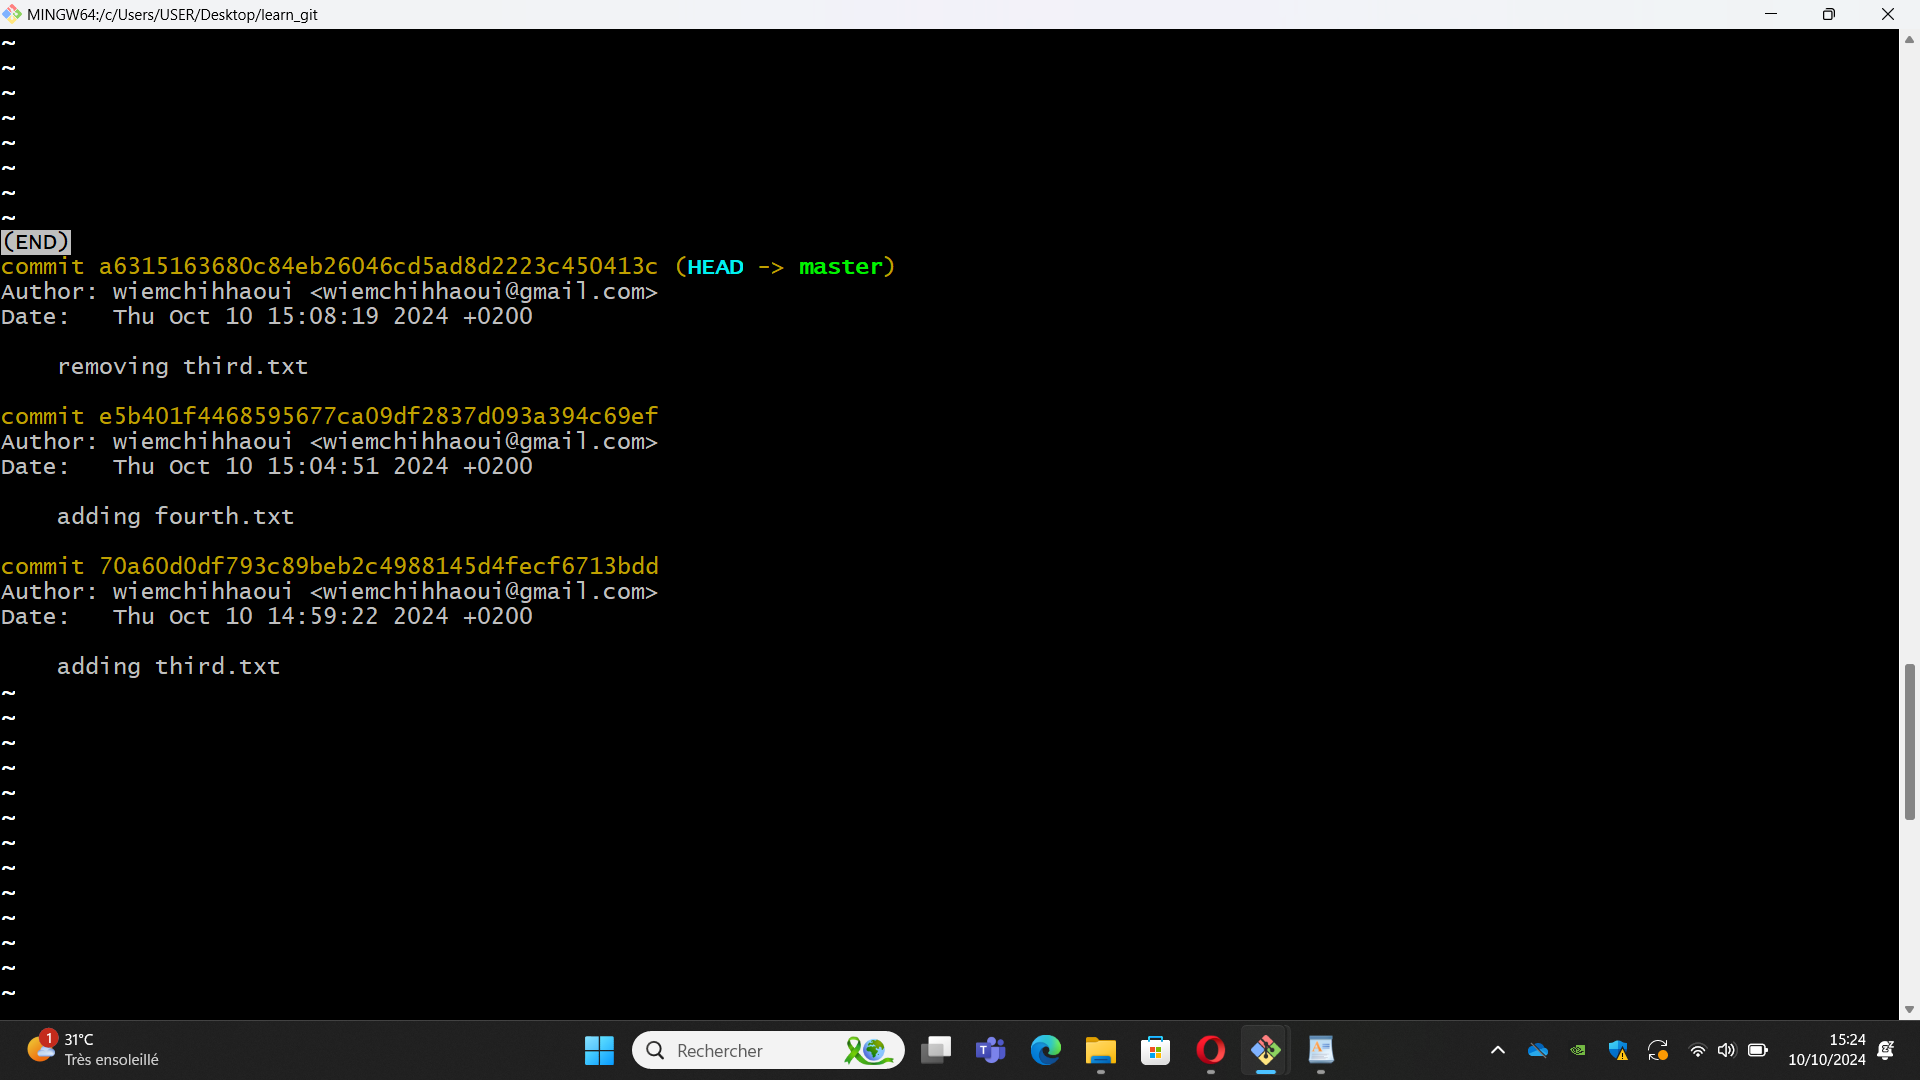 MINGW64:/c/Users/USER/Desktop/learn_git
~
~
~
~
~
~
~
~
(END)
commit a6315163680c84eb26046cd5ad8d2223c450413c (HEAD -> master)
Author: wiemchihhaoui <wiemchihhaoui@gmail.com>
Date:   Thu Oct 10 15:08:19 2024 +0200
    removing third.txt
commit e5b401f4468595677ca09df2837d093a394c69ef
Author: wiemchihhaoui <wiemchihhaoui@gmail.com>
Date:   Thu Oct 10 15:04:51 2024 +0200
    adding fourth.txt
commit 70a60d0df793c89beb2c4988145d4fecf6713bdd
Author: wiemchihhaoui <wiemchihhaoui@gmail.com>
Date:   Thu Oct 10 14:59:22 2024 +0200
    adding third.txt
~
~
~
~
~
~
~
~
~
~
~
~
~
1
31°C
Très ensoleillé
Rechercher
15:24
10/10/2024